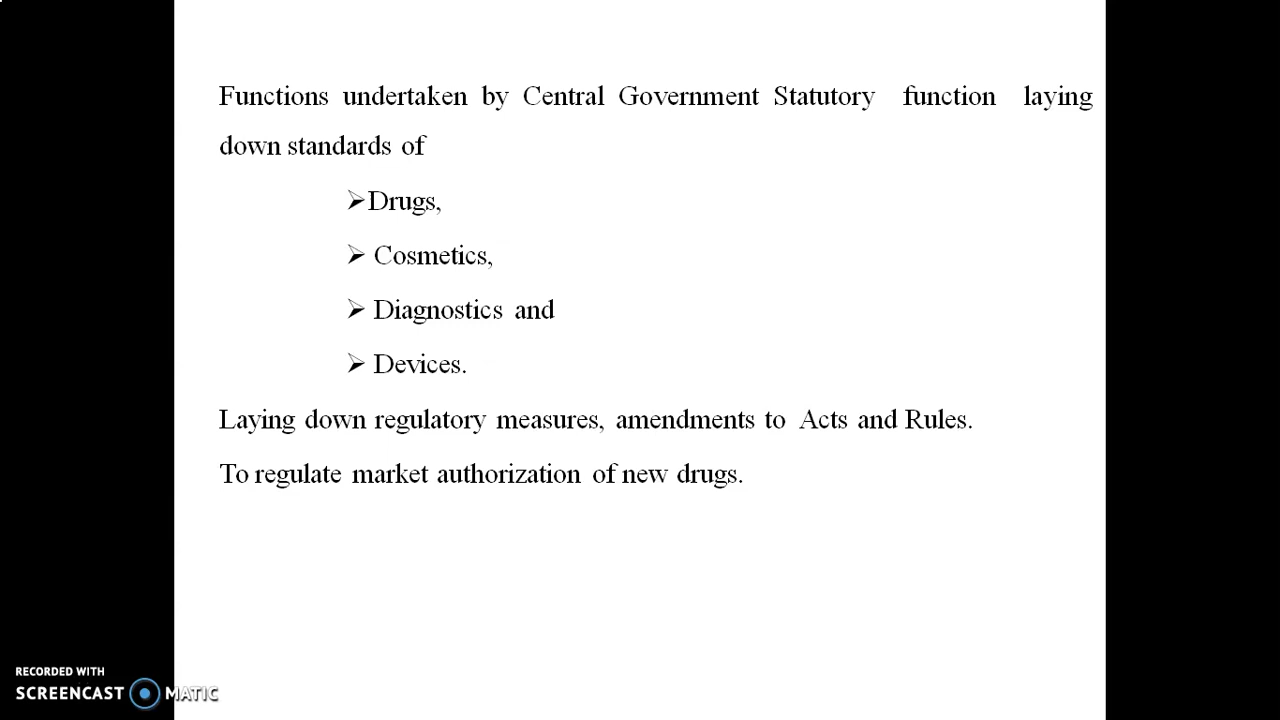 Functions undertaken by Central Government Statutory function laying
down standards of
➢Drugs,
➢ Cosmetics,
➢ Diagnostics and
➢ Devices.
Laying down regulatory measures, amendments to Acts and Rules.
To regulate market authorization of new drugs.
RECORDED WITH
SCREENCAST MATIC